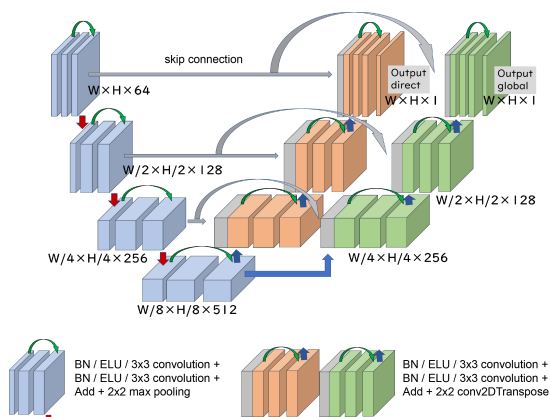 skip connection
Output
direct
Output
global
W×H×64
W×H×1
W×H×1
W/2×H/2×128
W/2×H/2×128
W/4×H/4×256
W/4×H/4×256
W/8×H/8×512
BN / ELU / 3x3 convolution +
BN / ELU / 3x3 convolution +
Add + 2x2 max pooling
BN / ELU / 3x3 convolution +
BN / ELU / 3x3 convolution +
Add + 2x2 conv2DTranspose